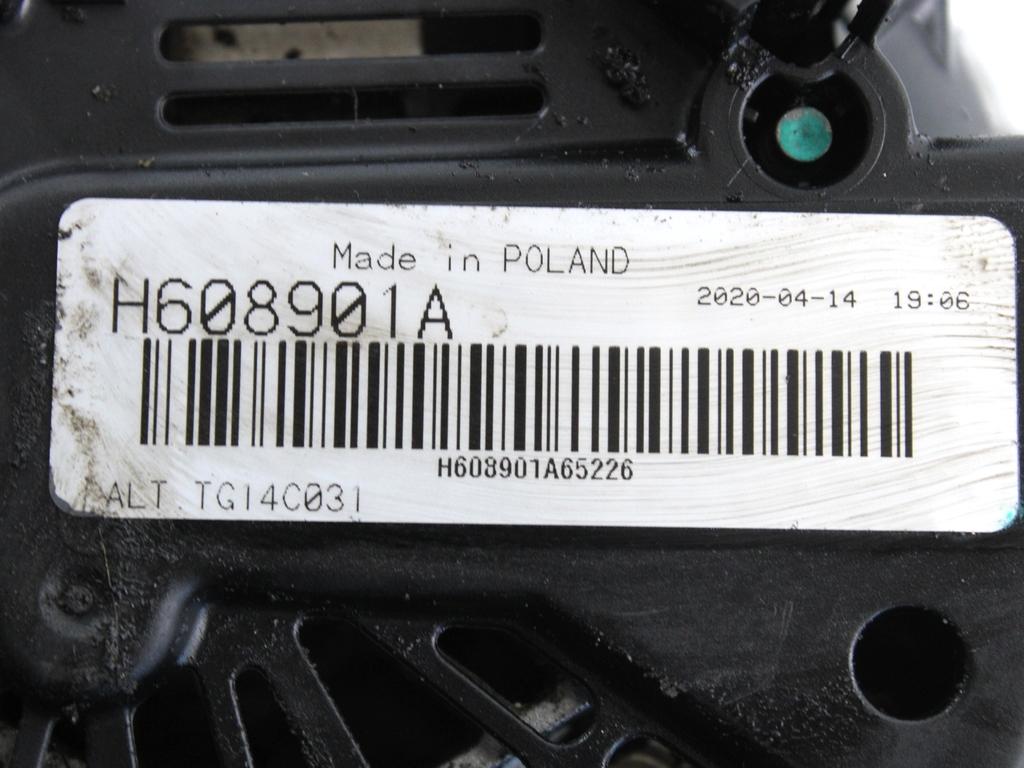 Made in POLAND
H608901A 2020-04-14 19:06
H608901A65226
ALT TG14C031